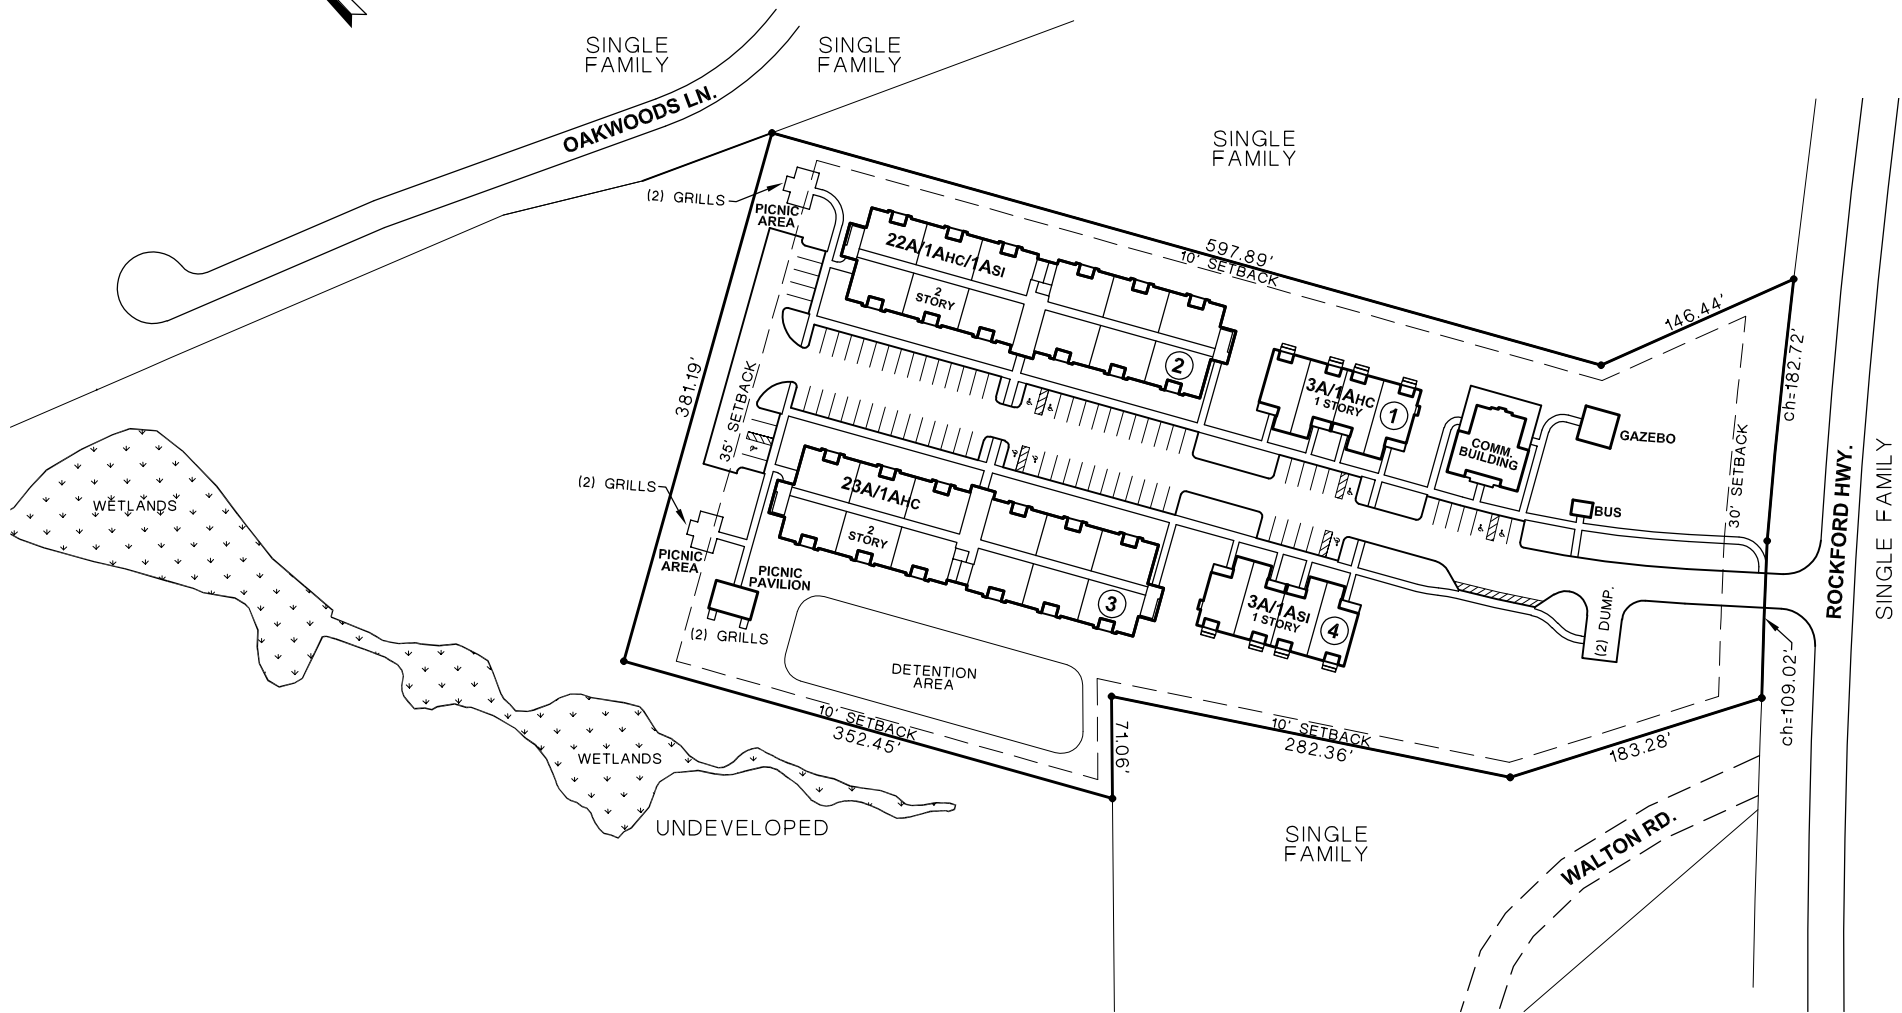 SINGLE
FAMILY
SINGLE
FAMILY
OAKWOODS LN.
SINGLE
FAMILY
(2) GRILLS
PICNIC
AREA
22A/1AHC/1ASI
2
STORY
2
597.89'
10' SETBACK
146.44'
ch=182.72'
381.19'
35' SETBACK
3A/1AHC
1 STORY
1
COMM.
BUILDING
GAZEBO
BUS
30' SETBACK
ROCKFORD HWY.
SINGLE FAMILY
WETLANDS
(2) GRILLS
PICNIC
AREA
23A/1AHC
2
STORY
3
PICNIC
PAVILION
(2) GRILLS
3A/1ASI
1 STORY
4
(2) DUMP.
DETENTION
AREA
10' SETBACK
352.45'
71.06'
10' SETBACK
282.36'
183.28'
ch=109.02'
WETLANDS
UNDEVELOPED
SINGLE
FAMILY
WALTON RD.